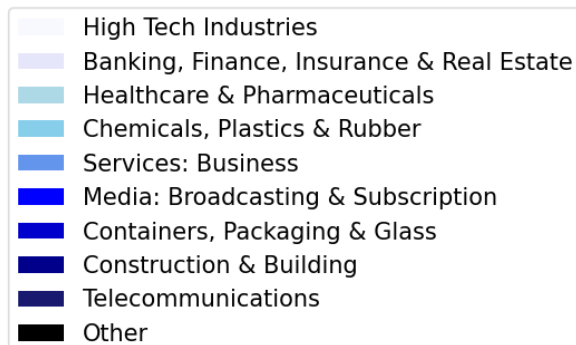 High Tech Industries
Banking, Finance, Insurance & Real Estate
Healthcare & Pharmaceuticals
Chemicals, Plastics & Rubber
Services: Business
Media: Broadcasting & Subscription
Containers, Packaging & Glass
Construction & Building
Telecommunications
Other